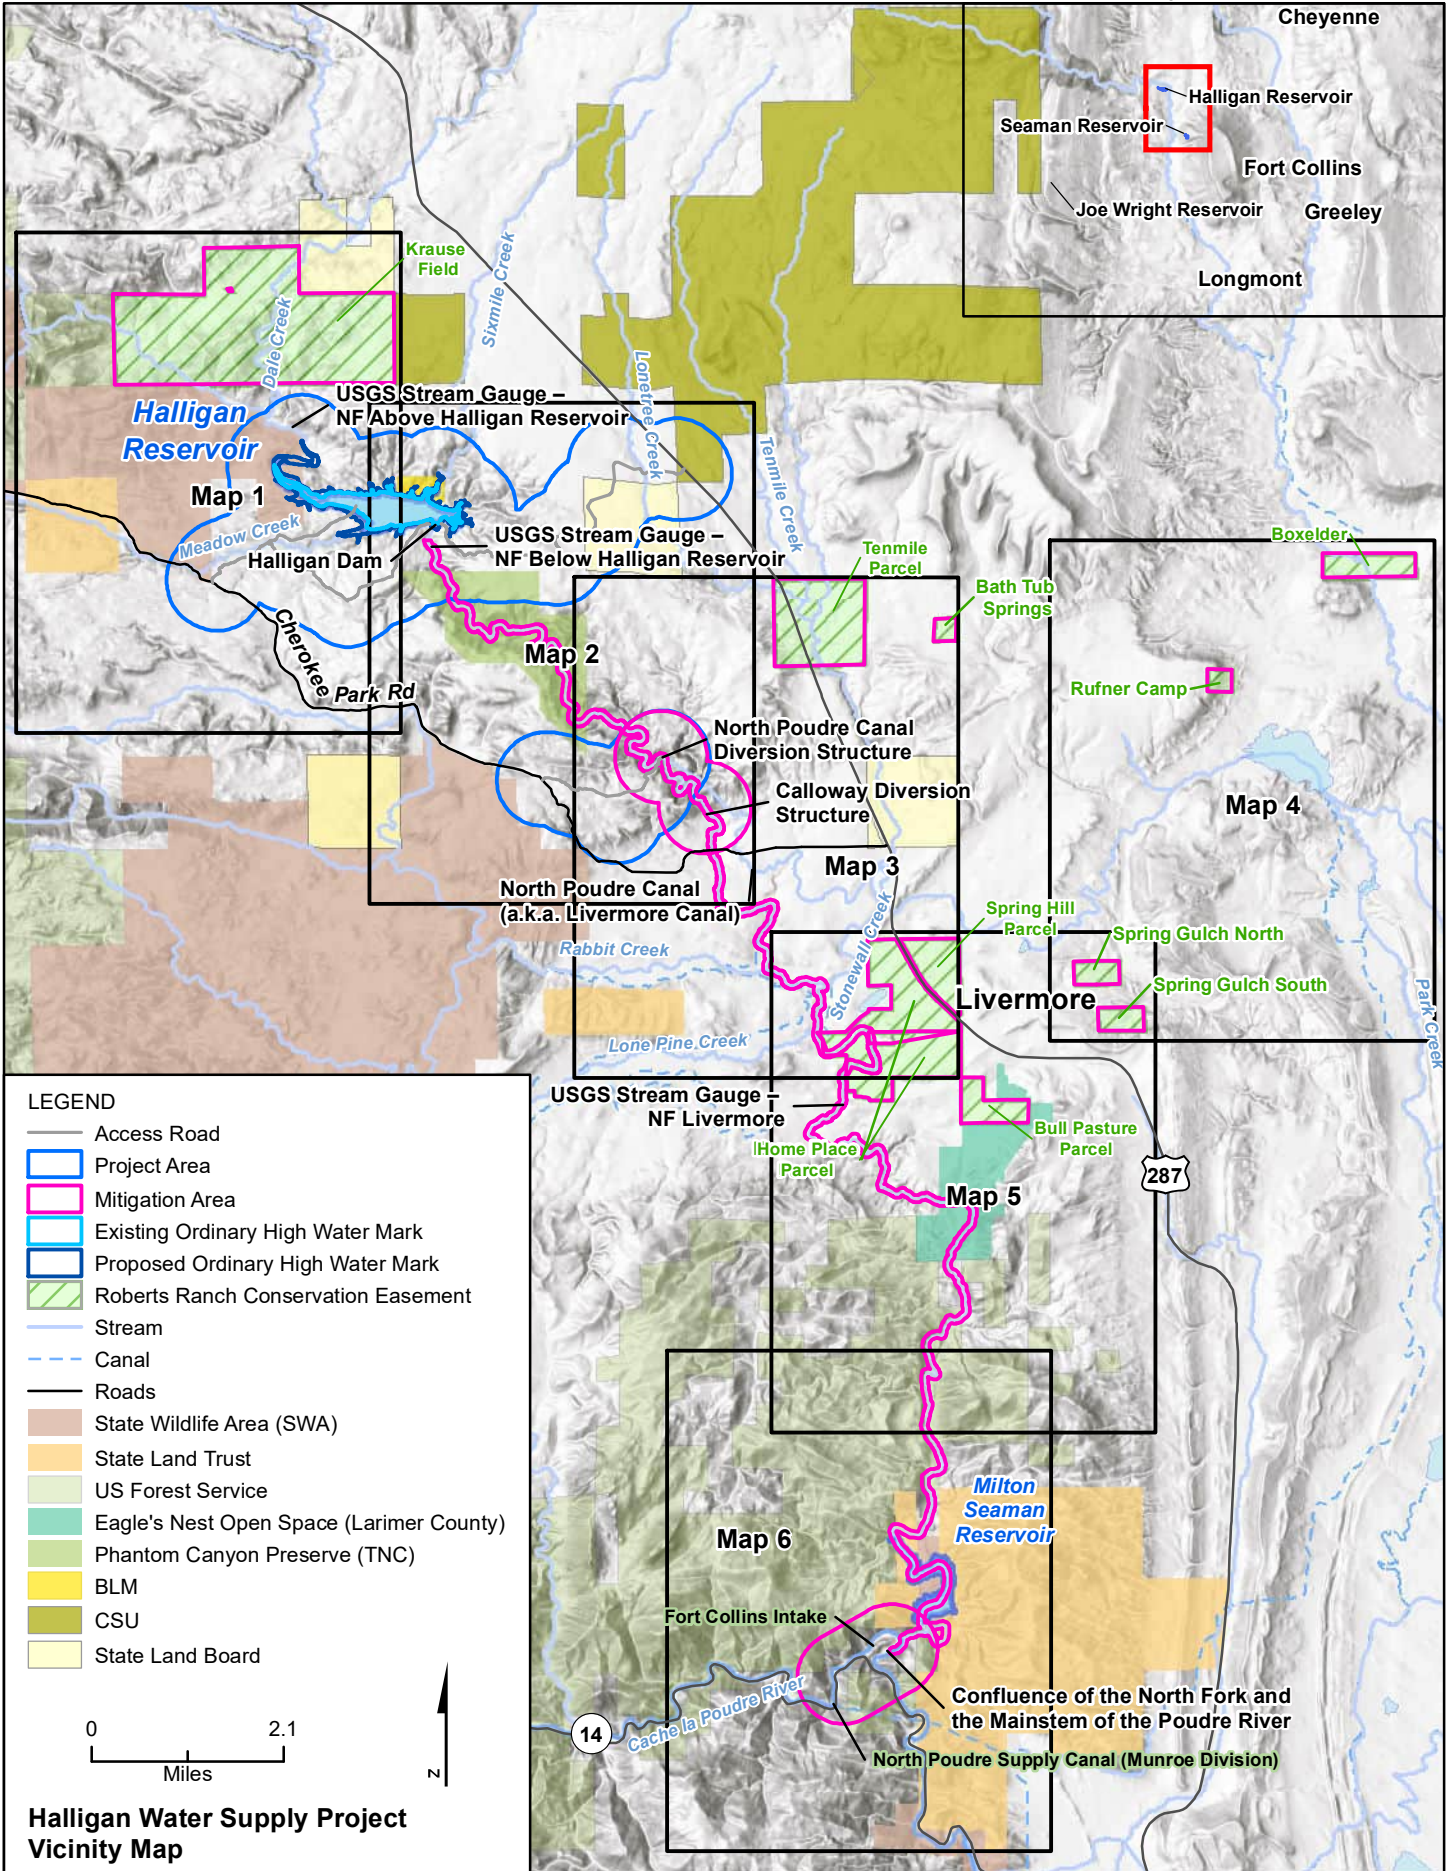 Cheyenne
Halligan Reservoir
Seaman Reservoir
Fort Collins
Joe Wright Reservoir
Greeley
Longmont
Krause
Field
Sixmile Creek
Dale Creek
Lonetree Creek
Tenmile Creek
USGS Stream Gauge –
NF Above Halligan Reservoir
Halligan
Reservoir
Map 1
Meadow Creek
Halligan Dam
USGS Stream Gauge –
NF Below Halligan Reservoir
Boxelder
Tenmile
Parcel
Bath Tub
Springs
Cherokee
Park Rd
Map 2
Rufner Camp
North Poudre Canal
Diversion Structure
Calloway Diversion
Structure
Map 4
Map 3
North Poudre Canal
(a.k.a. Livermore Canal)
Rabbit Creek
Stonewall Creek
Spring Hill
Parcel
Spring Gulch North
Spring Gulch South
Livermore
Park Creek
Lone Pine Creek
USGS Stream Gauge –
NF Livermore
Home Place
Parcel
Bull Pasture
Parcel
287
Map 5
LEGEND
Access Road
Project Area
Mitigation Area
Existing Ordinary High Water Mark
Proposed Ordinary High Water Mark
Roberts Ranch Conservation Easement
Stream
Canal
Roads
State Wildlife Area (SWA)
State Land Trust
US Forest Service
Eagle's Nest Open Space (Larimer County)
Phantom Canyon Preserve (TNC)
BLM
CSU
State Land Board
0 2.1
Miles
N
Halligan Water Supply Project
Vicinity Map
Milton
Seaman
Reservoir
Map 6
Fort Collins Intake
Confluence of the North Fork and
the Mainstem of the Poudre River
14
Cache la Poudre River
North Poudre Supply Canal (Munroe Division)